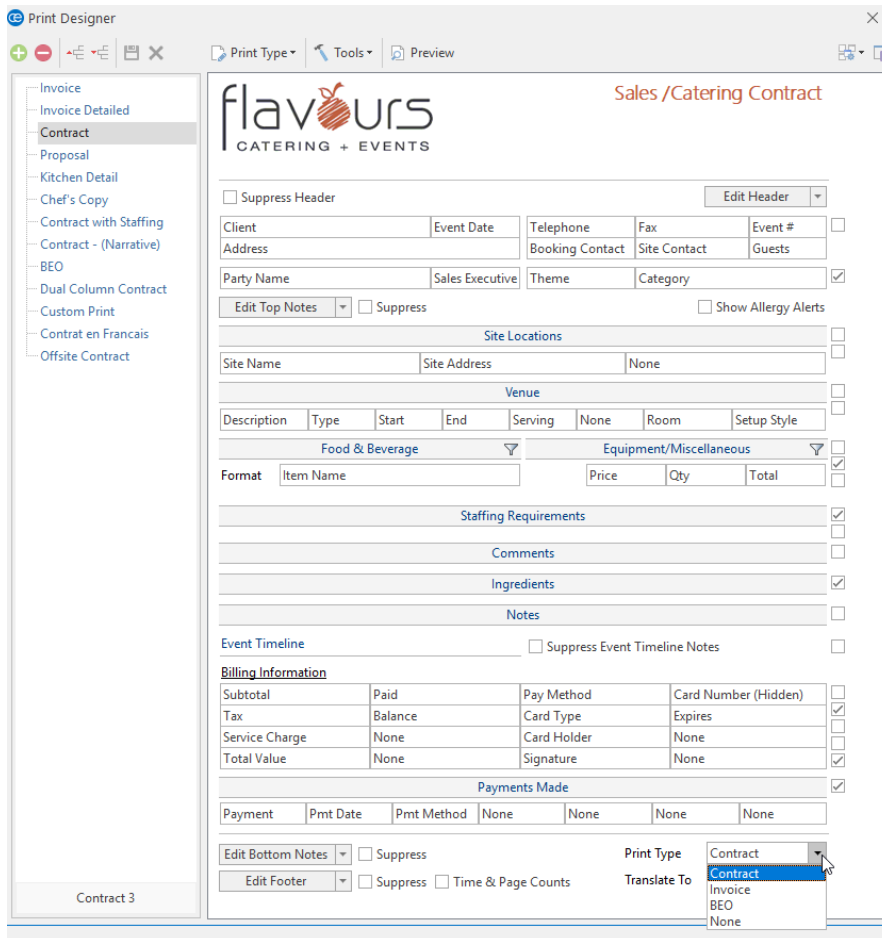 Print Designer
Print Type Tools Preview
Invoice
Invoice Detailed
Contract
Proposal
Kitchen Detail
Chef's Copy
Contract with Staffing
Contract - (Narrative)
BEO
Dual Column Contract
Custom Print
Contrat en Francais
Offsite Contract
Contract 3
flavours
CATERING + EVENTS
Sales /Catering Contract
Suppress Header Edit Header
Client Event Date Telephone Fax Event #
Address Booking Contact Site Contact Guests
Party Name Sales Executive Theme Category
Edit Top Notes Suppress Show Allergy Alerts
Site Locations
Site Name Site Address None
Venue
Description Type Start End Serving None Room Setup Style
Food & Beverage Equipment/Miscellaneous
Format Item Name Price Qty Total
Staffing Requirements
Comments
Ingredients
Notes
Event Timeline Suppress Event Timeline Notes
Billing Information
Subtotal Paid Pay Method Card Number (Hidden)
Tax Balance Card Type Expires
Service Charge None Card Holder None
Total Value None Signature None
Payments Made
Payment Pmt Date Pmt Method None None None None
Edit Bottom Notes Suppress Print Type Contract
Edit Footer Suppress Time & Page Counts Translate To Contract
Invoice
BEO
None